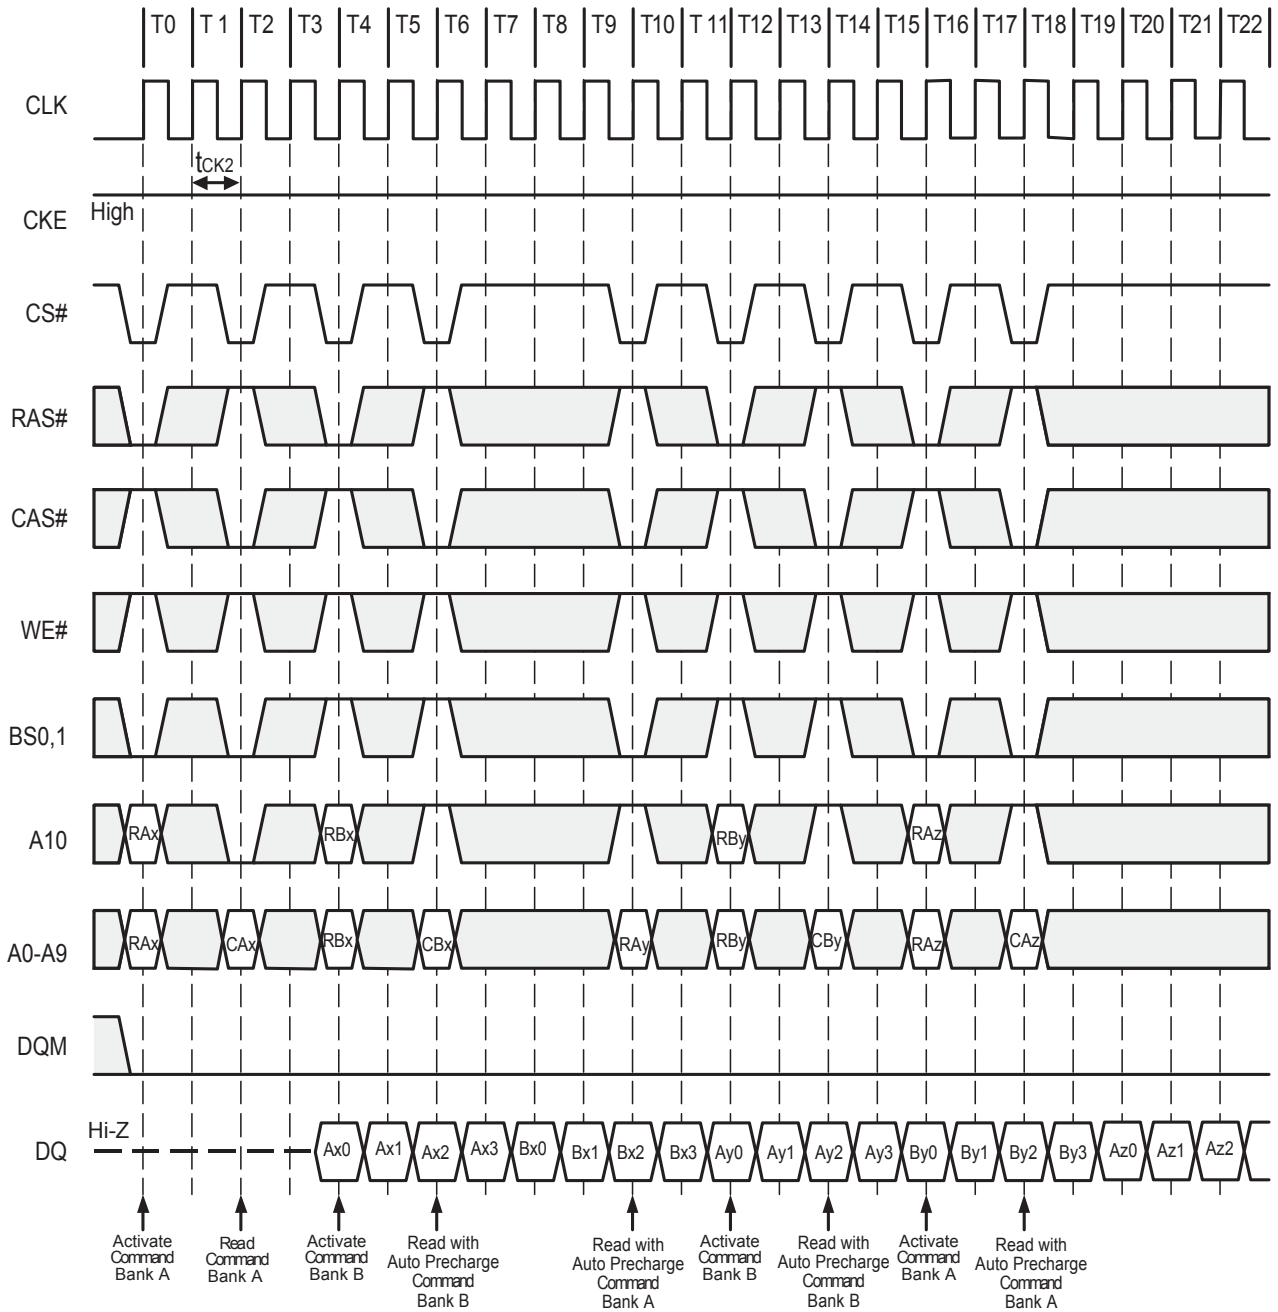 T0 T 1 T2 T3 T4 T5 T6 T7 T8 T9 T10 T 11 T12 T13 T14 T15 T16 T17 T18 T19 T20 T21 T22
CLK
tCK2
High
CKE
CS#
RAS#
CAS#
WE#
BS0,1
A10 RAx RBx RBy RAz
A0-A9 RAx CAx RBx CBx RAy RBy CBy RAz CAz
DQM
Hi-Z
DQ Ax0 Ax1 Ax2 Ax3 Bx0 Bx1 Bx2 Bx3 Ay0 Ay1 Ay2 Ay3 By0 By1 By2 By3 Az0 Az1 Az2
Activate
Command
Bank A
Read
Command
Bank A
Activate
Command
Bank B
Read with
Auto Precharge
Command
Bank B
Read with
Auto Precharge
Command
Bank A
Activate
Command
Bank B
Read with
Auto Precharge
Command
Bank B
Activate
Command
Bank A
Read with
Auto Precharge
Command
Bank A